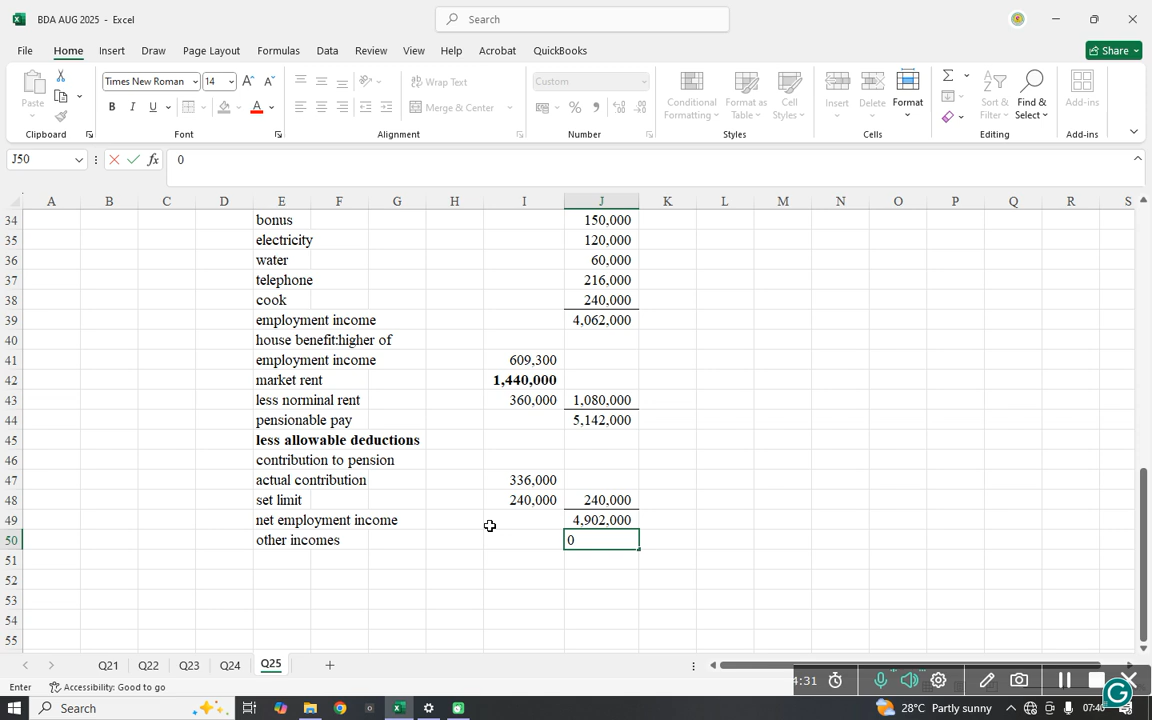 BDA AUG 2025 - Excel
Search
File Home Insert Draw Page Layout Formulas Data Review View Help Acrobat QuickBooks
Share
Paste
Times New Roman 14
B I U
Wrap Text
Merge & Center
Custom
Conditional Formatting
Format as Table
Cell Styles
Insert
Delete
Format
Sort & Filter
Find & Select
Add-ins
Clipboard Font Alignment Number Styles Cells Editing Add-ins
J50 fx 0
A B C D E F G H I J K L M N O P Q R S
34 bonus 150,000
35 electricity 120,000
36 water 60,000
37 telephone 216,000
38 cook 240,000
39 employment income 4,062,000
40 house benefit:higher of
41 employment income 609,300
42 market rent 1,440,000
43 less norminal rent 360,000 1,080,000
44 pensionable pay 5,142,000
45 less allowable deductions
46 contribution to pension
47 actual contribution 336,000
48 set limit 240,000 240,000
49 net employment income 4,902,000
50 other incomes 0
51
52
53
54
55
Q21 Q22 Q23 Q24 Q25
Enter Accessibility: Good to go
4:31
Search
28°C Partly sunny
07:40